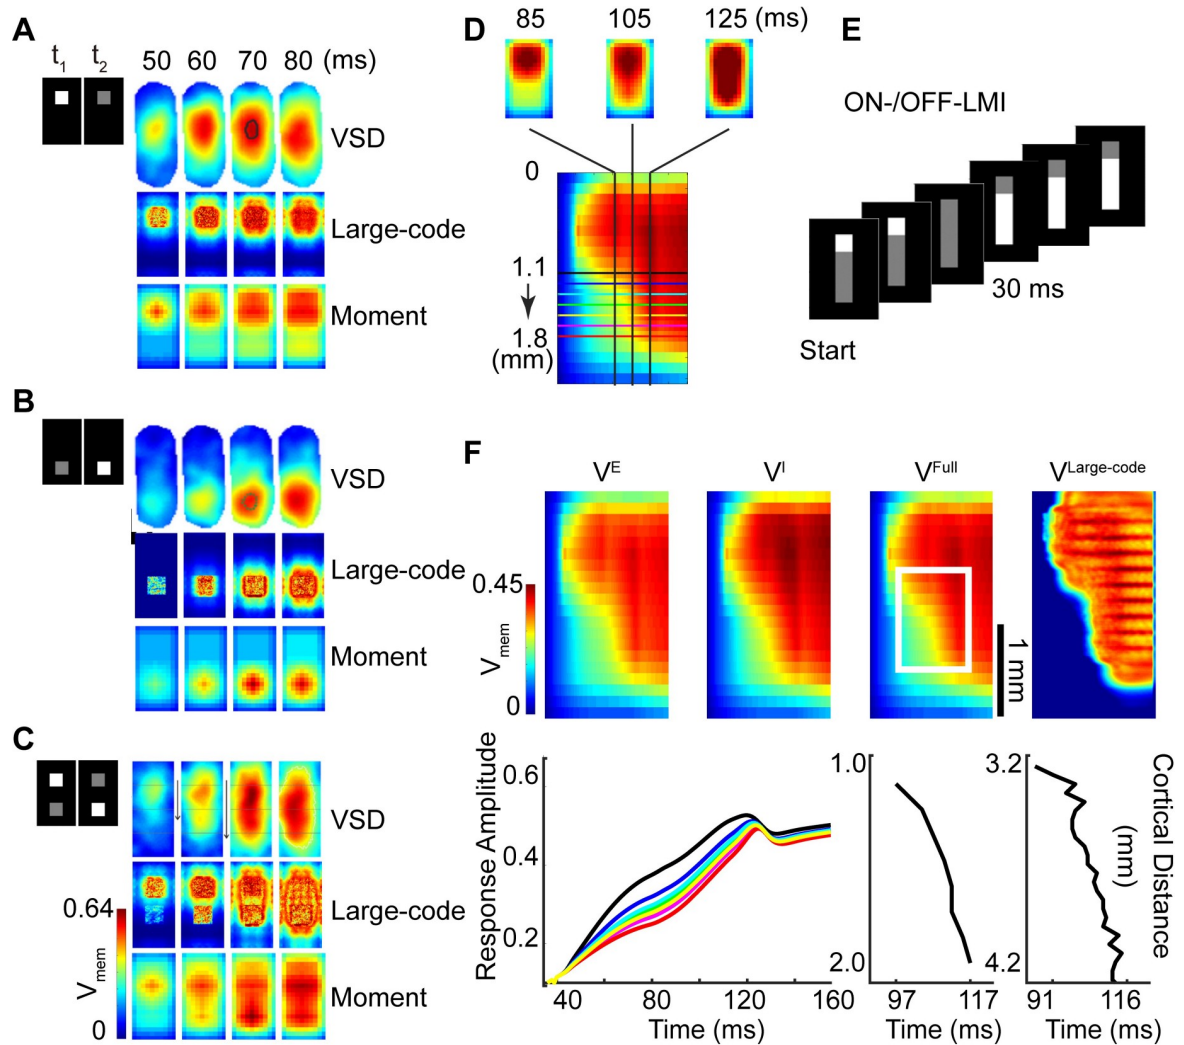 A
t1 t2
50 60 70 80 (ms)
VSD
Large-code
Moment
B
VSD
Large-code
Moment
C
VSD
Large-code
Moment
0.64
Vmem
0
D
85 105 125 (ms)
0
1.1
1.8
(mm)
E
ON-/OFF-LMI
30 ms
Start
F
VE VI VFull VLarge-code
0.45
Vmem
0
1 mm
Response Amplitude
0.6
0.4
0.2
40 80 120 160
Time (ms)
1.0
2.0
97 117
Time (ms)
3.2
4.2
91 116
Time (ms)
Cortical Distance
(mm)